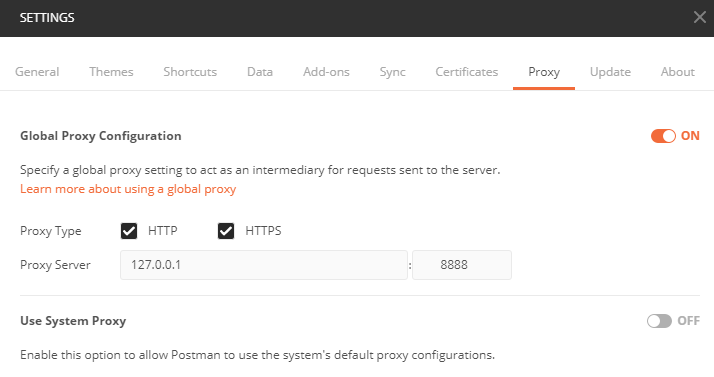 SETTINGS
General Themes Shortcuts Data Add-ons Sync Certificates Proxy Update About
Global Proxy Configuration ON
Specify a global proxy setting to act as an intermediary for requests sent to the server.
Learn more about using a global proxy
Proxy Type HTTP HTTPS
Proxy Server 127.0.0.1 : 8888
Use System Proxy OFF
Enable this option to allow Postman to use the system's default proxy configurations.